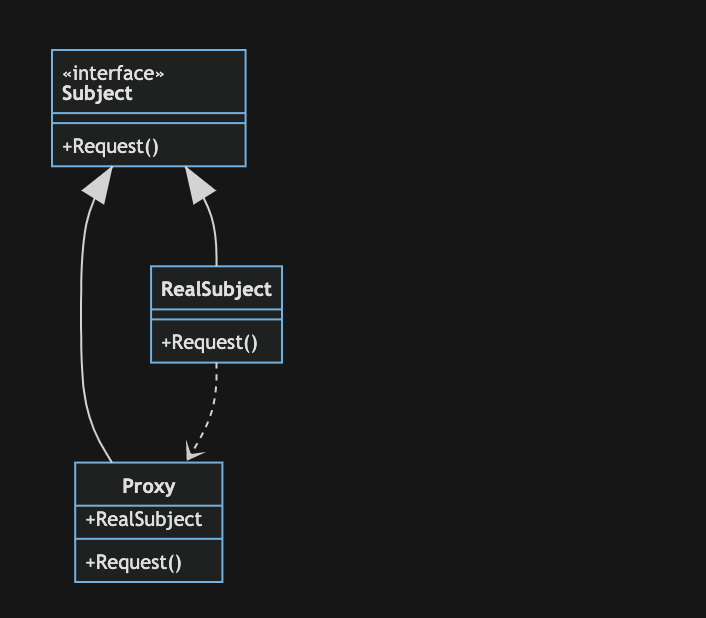 «interface»
Subject
+Request()
RealSubject
+Request()
Proxy
+RealSubject
+Request()